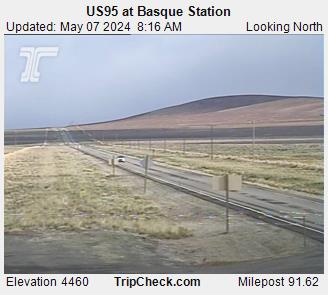 US95 at Basque Station
Updated: May 07 2024 8:16 AM Looking North
Elevation 4460 TripCheck.com Milepost 91.62